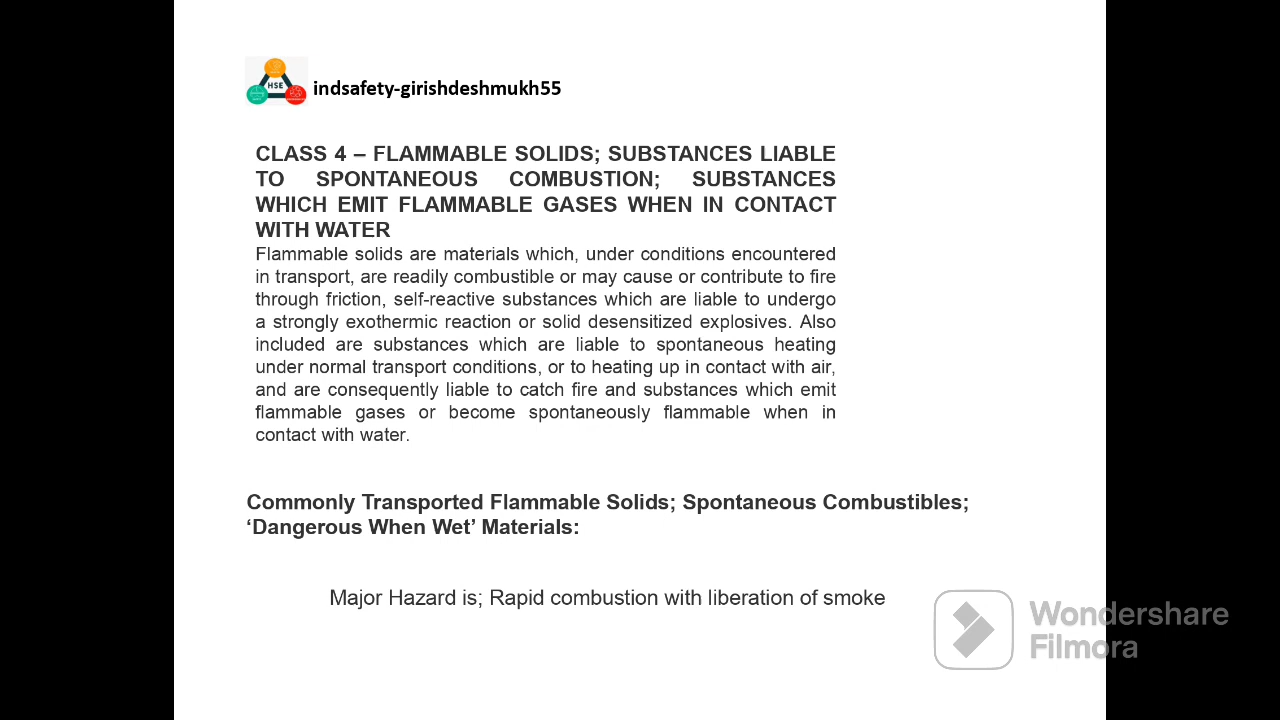 HSE
indsafety-girishdeshmukh55
CLASS 4 – FLAMMABLE SOLIDS; SUBSTANCES LIABLE
TO SPONTANEOUS COMBUSTION; SUBSTANCES
WHICH EMIT FLAMMABLE GASES WHEN IN CONTACT
WITH WATER
Flammable solids are materials which, under conditions encountered
in transport, are readily combustible or may cause or contribute to fire
through friction, self-reactive substances which are liable to undergo
a strongly exothermic reaction or solid desensitized explosives. Also
included are substances which are liable to spontaneous heating
under normal transport conditions, or to heating up in contact with air,
and are consequently liable to catch fire and substances which emit
flammable gases or become spontaneously flammable when in
contact with water.
Commonly Transported Flammable Solids; Spontaneous Combustibles;
‘Dangerous When Wet’ Materials:
Major Hazard is; Rapid combustion with liberation of smoke
Wondershare
Filmora